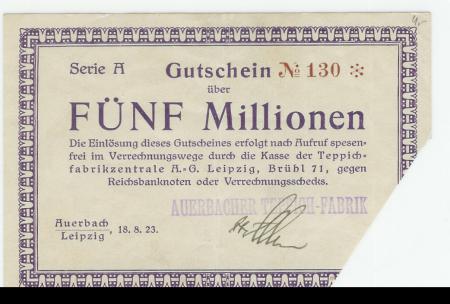 4.-
Serie A Gutschein № 130 *
über
FÜNF Millionen
Die Einlösung dieses Gutscheines erfolgt nach Aufruf spesen-
frei im Verrechnungswege durch die Kasse der Teppich-
fabrikzentrale A.-G. Leipzig, Brühl 71, gegen
Reichsbanknoten oder Verrechnungsschecks.
AUERBACHER TEPPICH-FABRIK
Auerbach
Leipzig, 18. 8. 23.